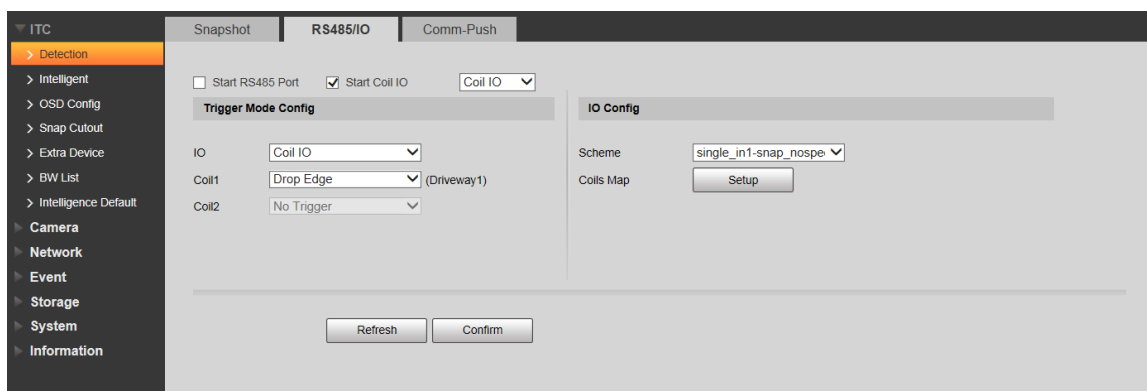 ITC
Detection
Intelligent
OSD Config
Snap Cutout
Extra Device
BW List
Intelligence Default
Camera
Network
Event
Storage
System
Information
Snapshot RS485/IO Comm-Push
Start RS485 Port Start Coil IO Coil IO
Trigger Mode Config
IO Coil IO
Coil1 Drop Edge (Driveway1)
Coil2 No Trigger
IO Config
Scheme single_in1-snap_nospe
Coils Map Setup
Refresh Confirm